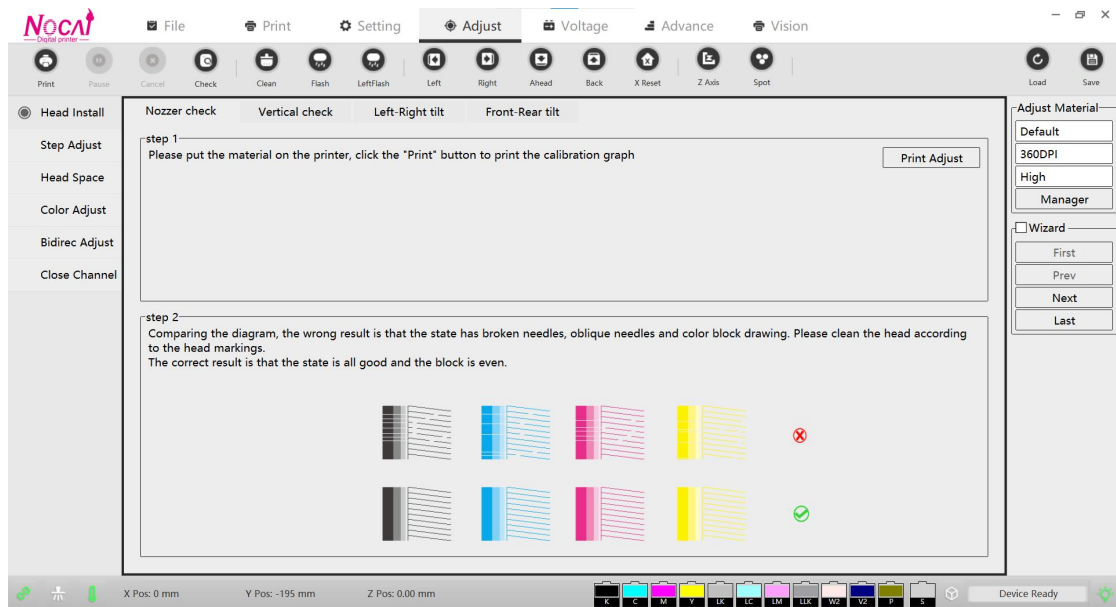 Nocai
Digital printer
File
Print
Setting
Adjust
Voltage
Advance
Vision
Print
Pause
Cancel
Check
Clean
Flash
LeftFlash
Left
Right
Ahead
Back
X Reset
Z Axis
Spot
Load
Save
Head Install
Step Adjust
Head Space
Color Adjust
Bidirec Adjust
Close Channel
Nozzer check
Vertical check
Left-Right tilt
Front-Rear tilt
step 1
Please put the material on the printer, click the "Print" button to print the calibration graph
Print Adjust
step 2
Comparing the diagram, the wrong result is that the state has broken needles, oblique needles and color block drawing. Please clean the head according
to the head markings.
The correct result is that the state is all good and the block is even.
Adjust Material
Default
360DPI
High
Manager
Wizard
First
Prev
Next
Last
X Pos: 0 mm
Y Pos: -195 mm
Z Pos: 0.00 mm
K
C
M
Y
LK
LC
LM
LLK
W2
V2
P
S
Device Ready